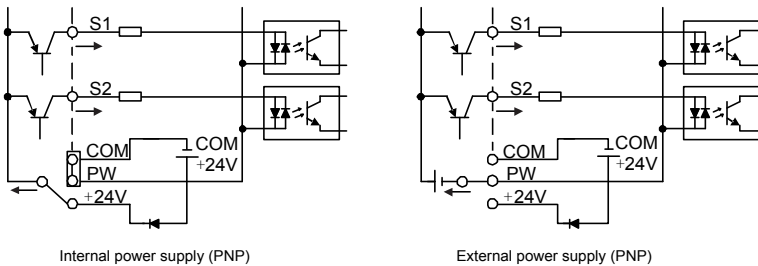 S1
S2
COM
COM
+24V
PW
+24V
Internal power supply (PNP)
S1
S2
COM
COM
+24V
PW
+24V
External power supply (PNP)